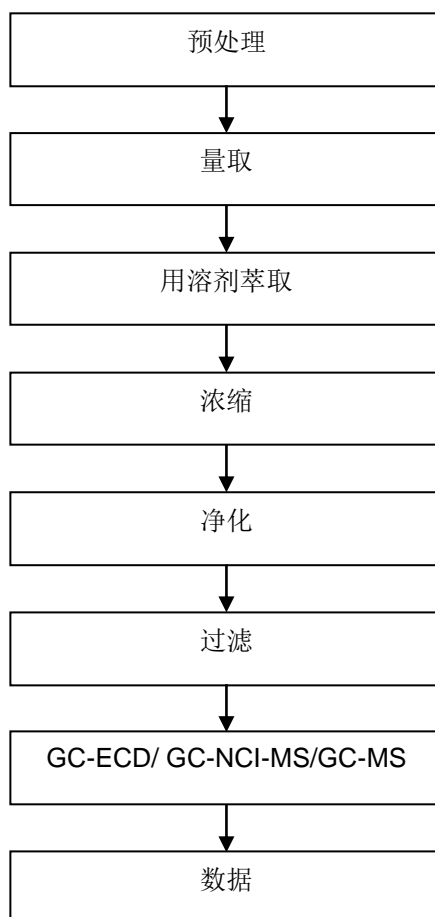 预处理
量取
用溶剂萃取
浓缩
净化
过滤
GC-ECD/ GC-NCI-MS/GC-MS
数据